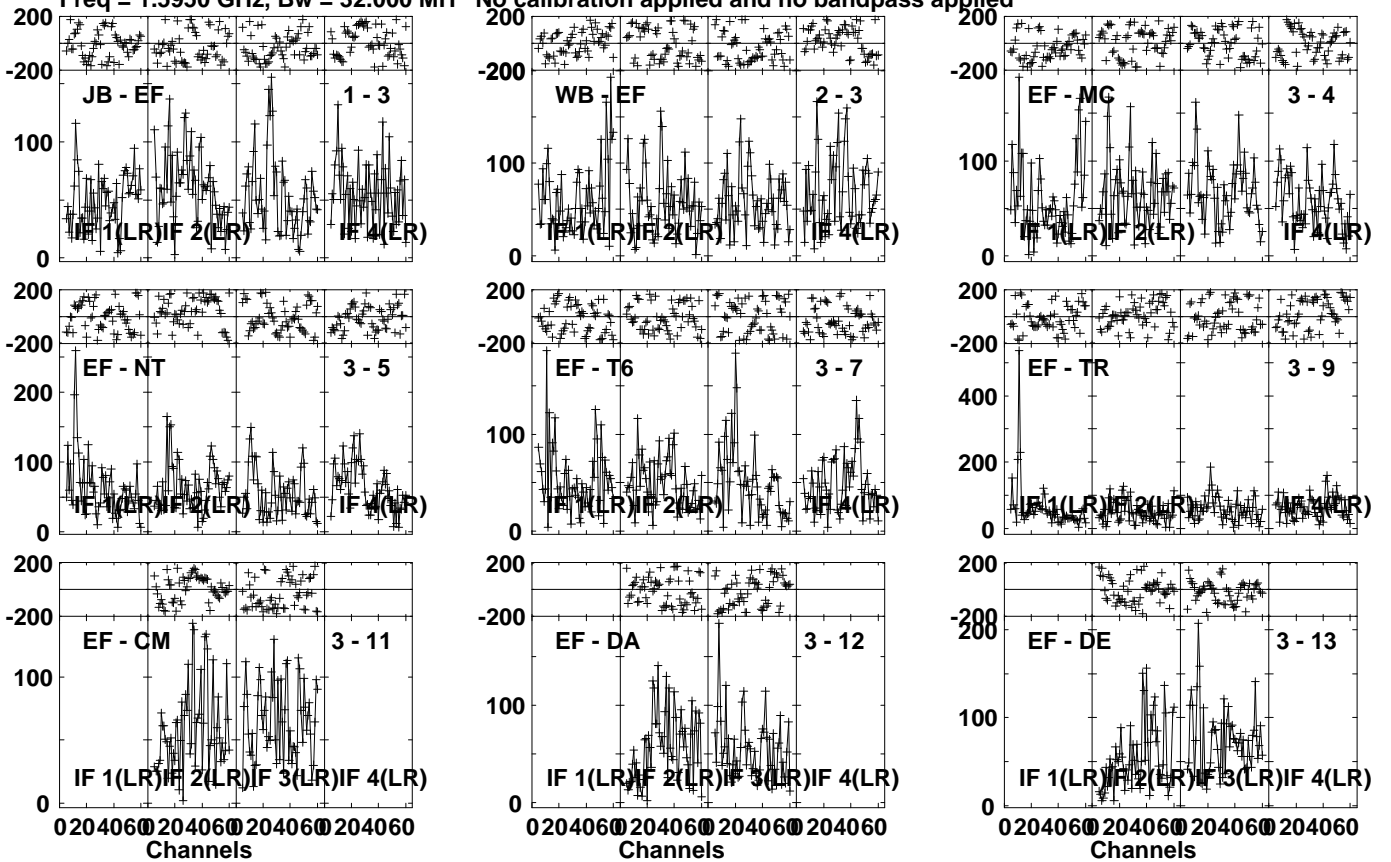 Freq = 1.5950 GHz, Bw = 32.000 MH No calibration applied and no bandpass applied
200
-200
JB - EF 1 - 3
100
0
IF 1(LR) IF 2(LR) IF 4(LR)
200
-200
WB - EF 2 - 3
100
0
IF 1(LR) IF 2(LR) IF 4(LR)
200
-200
EF - MC 3 - 4
100
0
IF 1(LR) IF 2(LR) IF 4(LR)
200
-200
EF - NT 3 - 5
200
100
0
IF 1(LR) IF 2(LR) IF 4(LR)
200
-200
EF - T6 3 - 7
100
0
IF 1(LR) IF 2(LR) IF 4(LR)
200
-200
EF - TR 3 - 9
400
200
0
IF 1(LR) IF 2(LR) IF 4(LR)
200
-200
EF - CM 3 - 11
100
0
IF 1(LR) IF 2(LR) IF 3(LR) IF 4(LR)
0 20 40 60 0 20 40 60 0 20 40 60 0 20 40 60
Channels
200
-200
EF - DA 3 - 12
100
0
IF 1(LR) IF 2(LR) IF 3(LR) IF 4(LR)
0 20 40 60 0 20 40 60 0 20 40 60 0 20 40 60
Channels
200
-200
EF - DE 3 - 13
200
100
0
IF 1(LR) IF 2(LR) IF 3(LR) IF 4(LR)
0 20 40 60 0 20 40 60 0 20 40 60 0 20 40 60
Channels